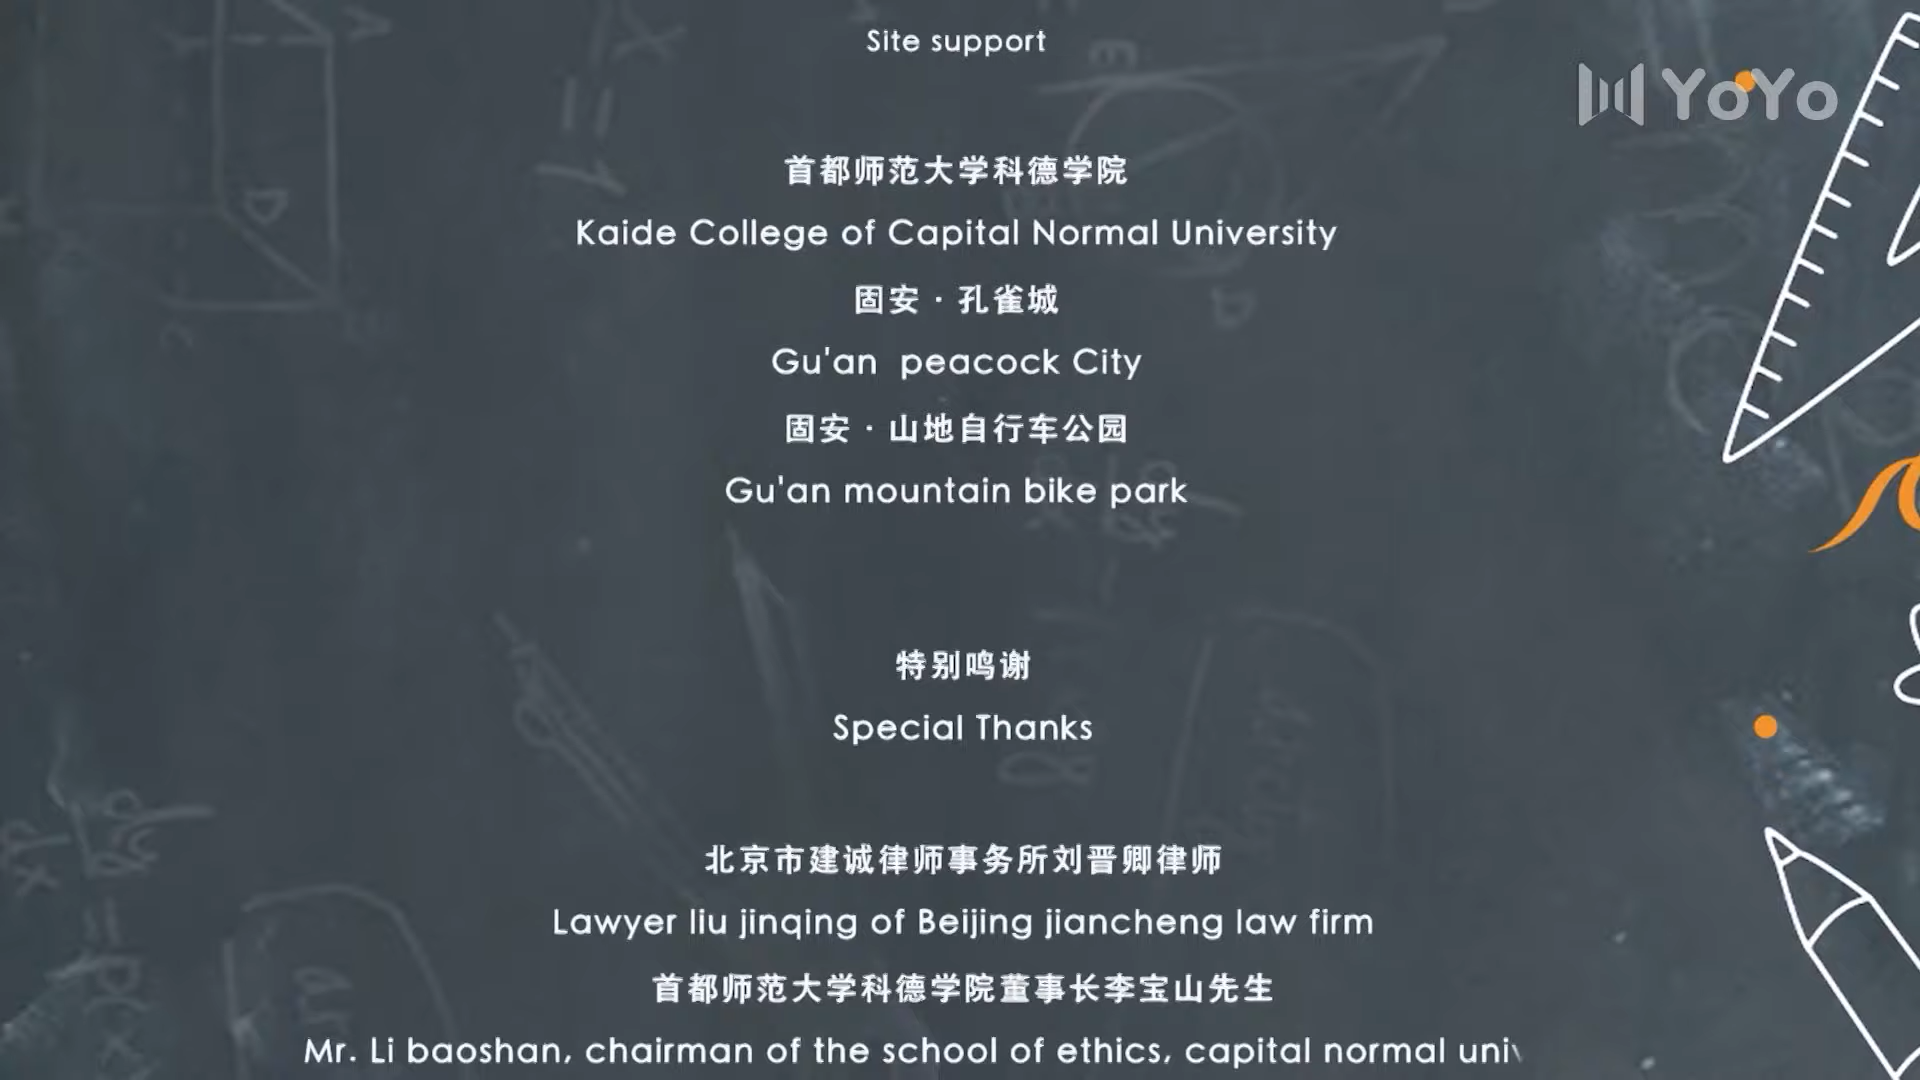 Site support
YoYo
首都师范大学科德学院
Kaide College of Capital Normal University
固安·孔雀城
Gu'an peacock City
固安·山地自行车公园
Gu'an mountain bike park
特别鸣谢
Special Thanks
北京市建诚律师事务所刘晋卿律师
Lawyer liu jinqing of Beijing jiancheng law firm
首都师范大学科德学院董事长李宝山先生
Mr. Li baoshan, chairman of the school of ethics, capital normal